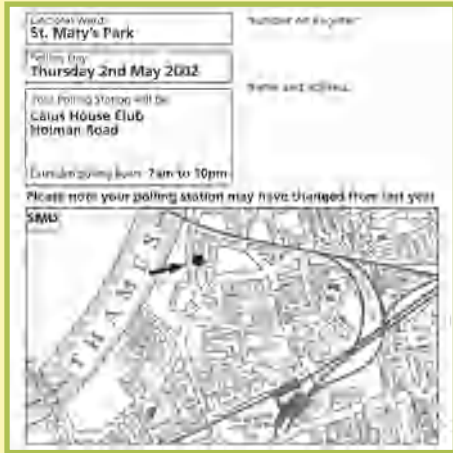 Electoral Ward:
St. Mary's Park
Number on Register
Polling Day
Thursday 2nd May 2002
Name and address
Your Polling Station will be:
Caius House Club
Holman Road
polling hours 7am to 10pm
Please note your polling station may have changed from last year
THAMES